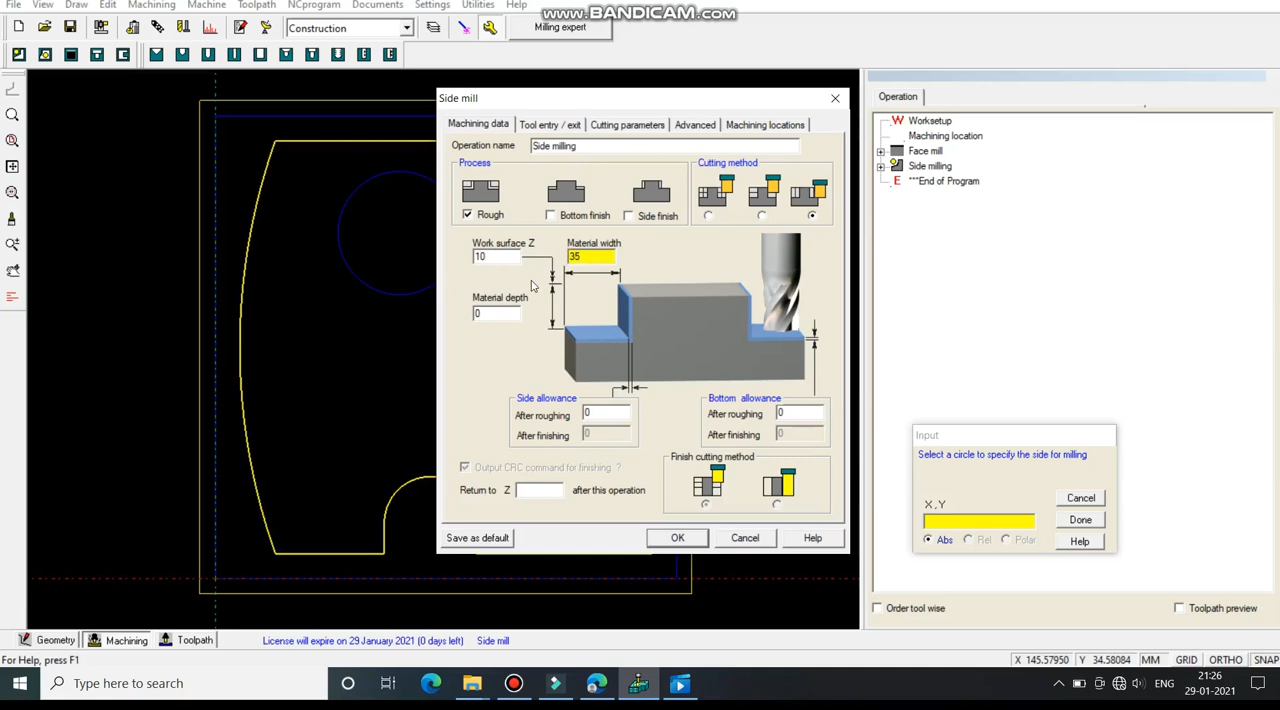 File View Draw Edit Machining Machine Toolpath NCprogram Documents Settings Utilities Help
www.BANDICAM.com
Construction
Milling expert
Side mill
Machining data Tool entry / exit Cutting parameters Advanced Machining locations
Operation name Side milling
Process
Rough Bottom finish Side finish
Cutting method
Work surface Z
10
Material width
35
Material depth
0
Side allowance
After roughing 0
After finishing 0
Bottom allowance
After roughing 0
After finishing 0
Output CRC command for finishing ?
Return to Z after this operation
Finish cutting method
Save as default OK Cancel Help
Operation
W Worksetup
Machining location
Face mill
Side milling
E ***End of Program
Input
Select a circle to specify the side for milling
X ,Y
Cancel
Done
Help
Abs Rel Polar
Order tool wise Toolpath preview
Geometry Machining Toolpath License will expire on 29 January 2021 (0 days left) Side mill
For Help, press F1 X 145.57950 Y 34.58084 MM GRID ORTHO SNAP
Type here to search
ENG
21:26
29-01-2021